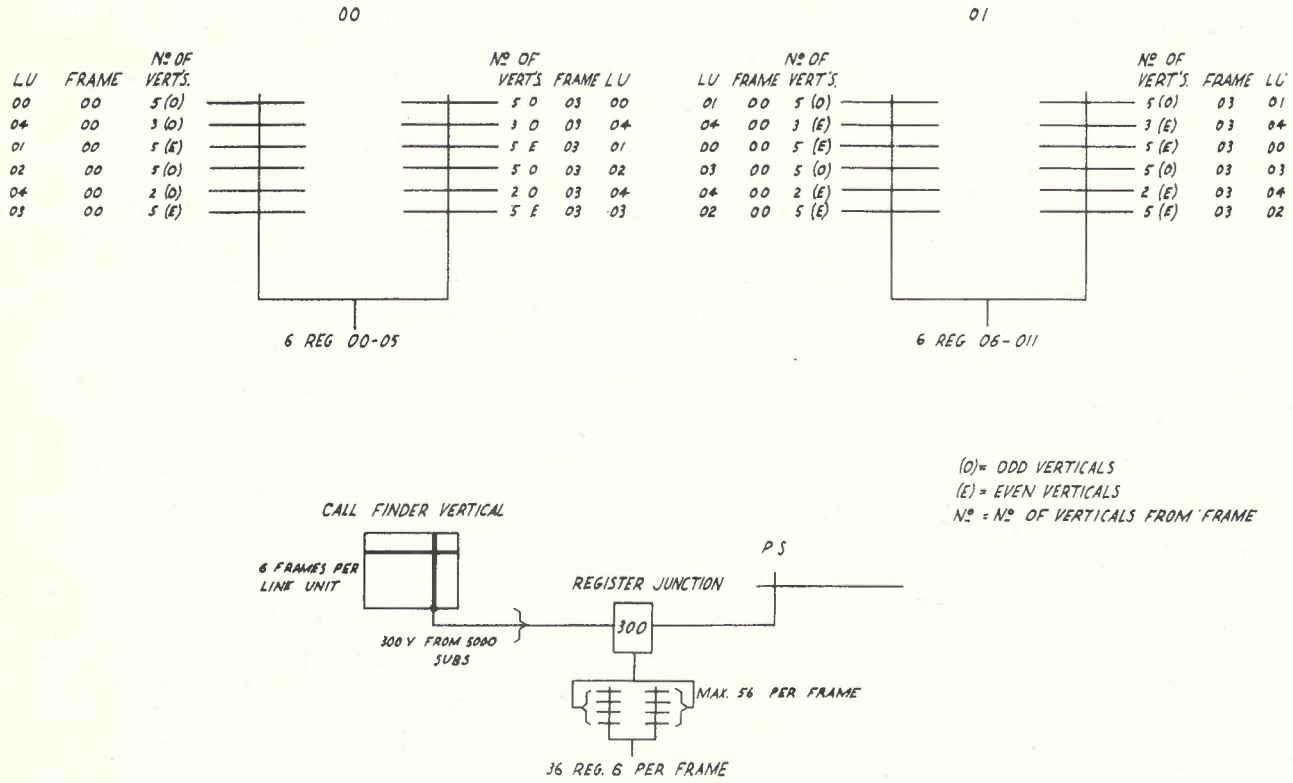 00
01
LU FRAME Nº OF VERT'S.
Nº OF VERT'S FRAME LU
LU FRAME Nº OF VERT'S.
Nº OF VERT'S. FRAME LU
00 00 5 (O)
5 O 03 00
01 00 5 (O)
5 (O) 03 01
04 00 3 (O)
3 O 03 04
04 00 3 (E)
3 (E) 03 04
01 00 5 (E)
5 E 03 01
00 00 5 (E)
5 (E) 03 00
02 00 5 (O)
5 O 03 02
03 00 5 (O)
5 (O) 03 03
04 00 2 (O)
2 O 03 04
04 00 2 (E)
2 (E) 03 04
03 00 5 (E)
5 E 03 03
02 00 5 (E)
5 (E) 03 02
6 REG 00-05
6 REG 06-011
(O)= ODD VERTICALS
(E) = EVEN VERTICALS
Nº = Nº OF VERTICALS FROM FRAME
CALL FINDER VERTICAL
6 FRAMES PER
LINE UNIT
300 V FROM 5000
SUBS
REGISTER JUNCTION
300
P S
MAX. 56 PER FRAME
36 REG. 6 PER FRAME